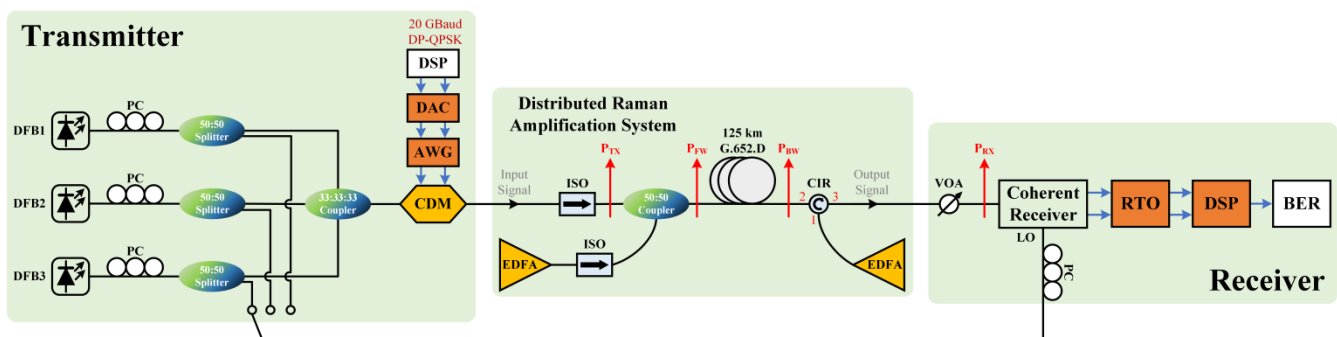 Transmitter
20 GBaud
DP-QPSK
DSP
DAC
AWG
CDM
DFB1
PC
50:50
Splitter
DFB2
PC
50:50
Splitter
33:33:33
Coupler
DFB3
PC
50:50
Splitter
Distributed Raman
Amplification System
125 km
G.652.D
Input
Signal
ISO
PTX
50:50
Coupler
PFW
PBW
CIR
2
3
1
Output
Signal
EDFA
ISO
EDFA
VOA
PRX
Coherent
Receiver
LO
PC
RTO
DSP
BER
Receiver